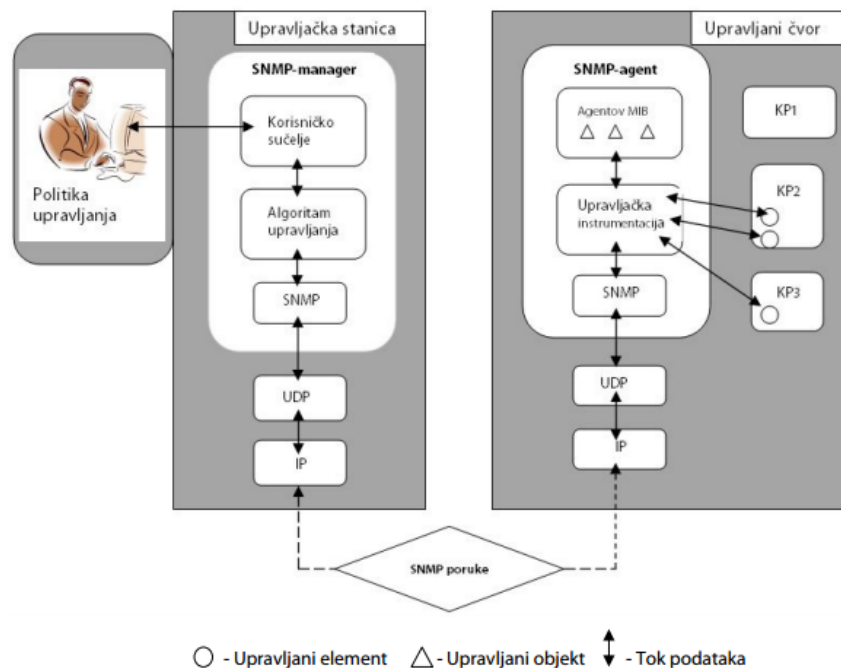 Upravljačka stanica
SNMP-manager
Korisničko
sučelje
Politika
upravljanja
Algoritam
upravljanja
SNMP
UDP
IP
Upravljani čvor
SNMP-agent
Agentov MIB
KP1
KP2
Upravljačka
instrumentacija
KP3
SNMP
UDP
IP
SNMP poruke
- Upravljani element
- Upravljani objekt
- Tok podataka